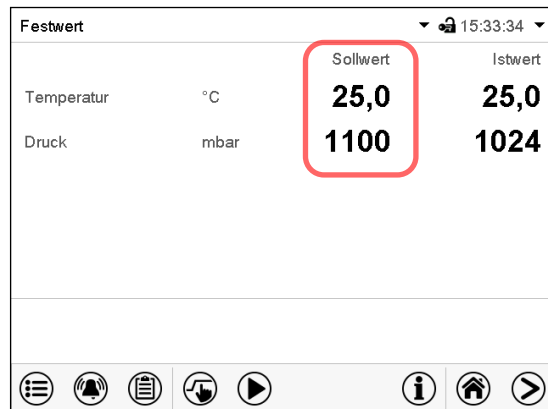 Festwert 15:33:34
Sollwert Istwert
Temperatur °C 25,0 25,0
Druck mbar 1100 1024